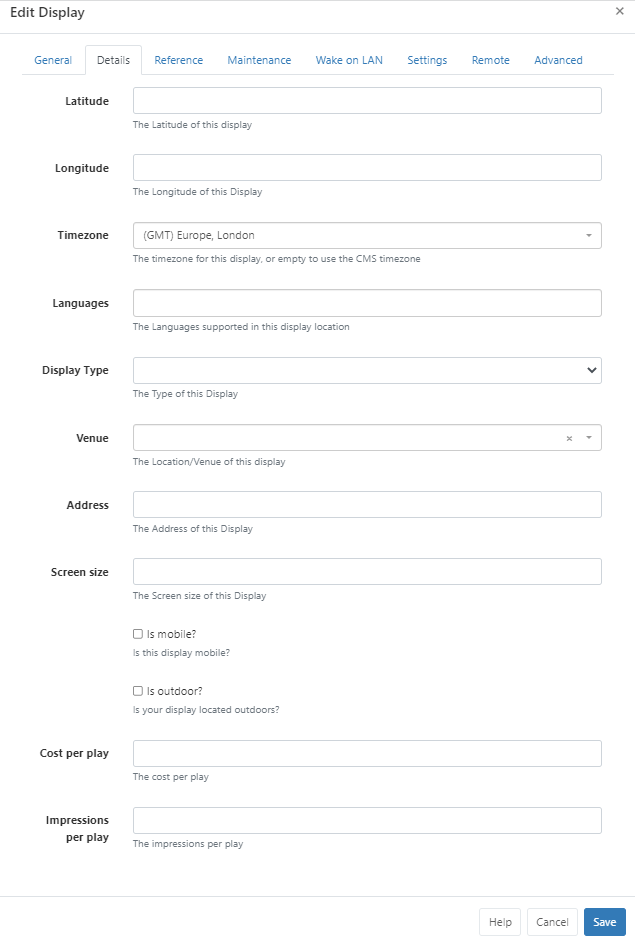 Edit Display ×
General Details Reference Maintenance Wake on LAN Settings Remote Advanced
Latitude
The Latitude of this display
Longitude
The Longitude of this Display
Timezone (GMT) Europe, London
The timezone for this display, or empty to use the CMS timezone
Languages
The Languages supported in this display location
Display Type
The Type of this Display
Venue ×
The Location/Venue of this display
Address
The Address of this Display
Screen size
The Screen size of this Display
Is mobile?
Is this display mobile?
Is outdoor?
Is your display located outdoors?
Cost per play
The cost per play
Impressions
per play
The impressions per play
Help Cancel Save